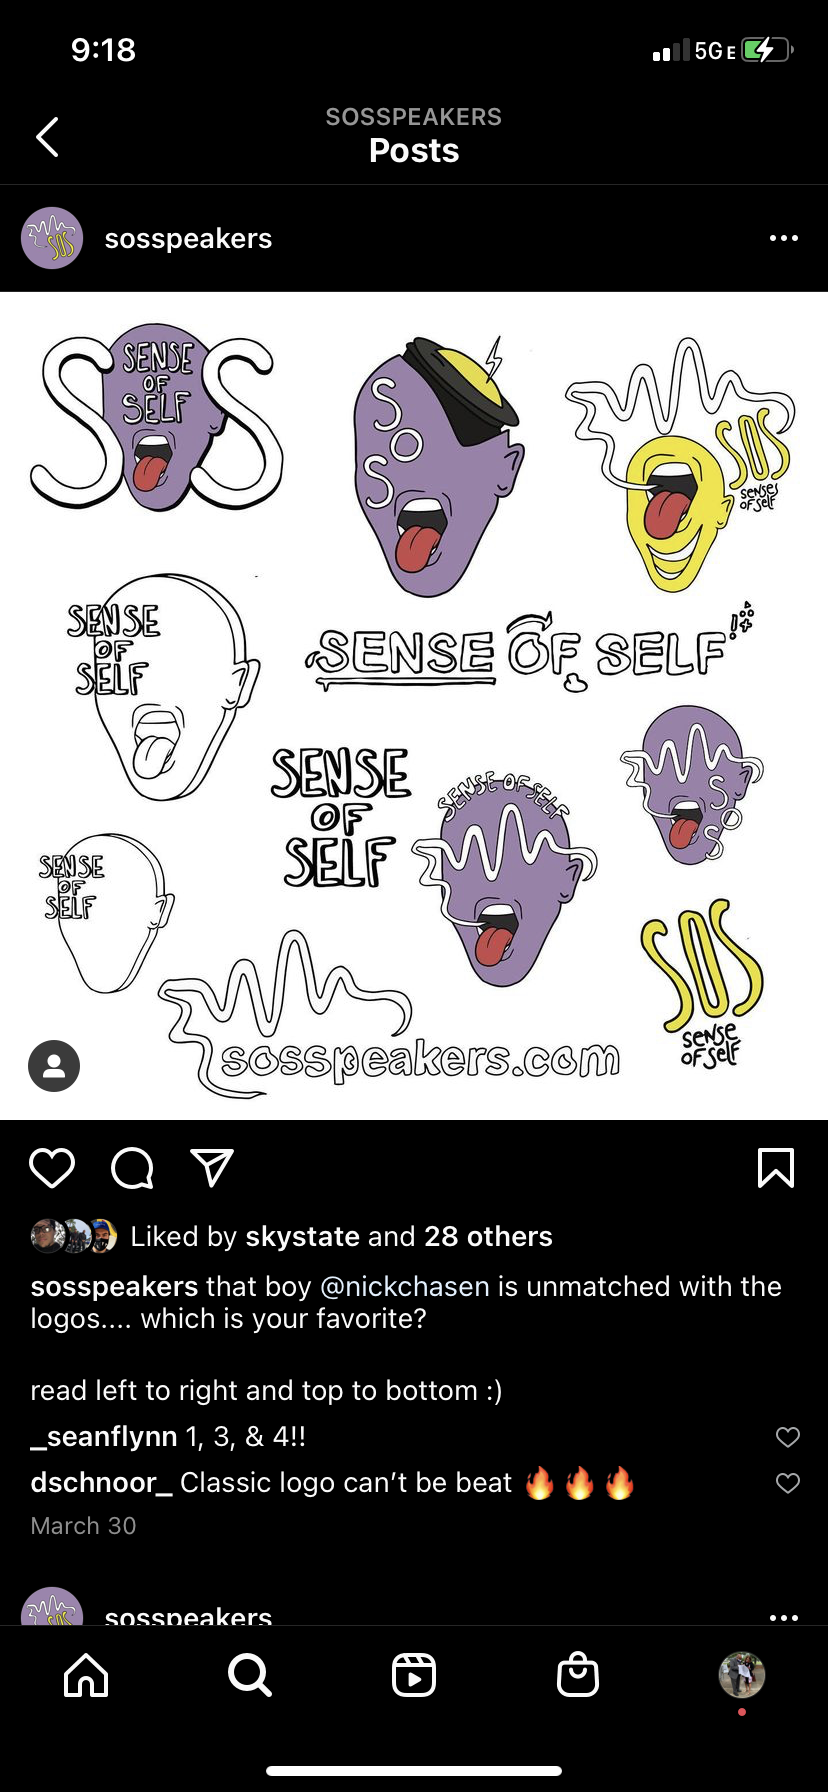 9:18
5G E
SOSSPEAKERS
Posts
sosspeakers
S S
SENSE
OF
SELF
S
O
S
SOS
senses
OF self
SENSE
OF
SELF
SENSE OF SELF!
SENSE
OF
SELF
SENSE OF SELF
S
O
S
SENSE
OF
SELF
SOS
sense
OF self
sosspeakers.com
Liked by skystate and 28 others
sosspeakers that boy @nickchasen is unmatched with the
logos.... which is your favorite?
read left to right and top to bottom :)
_seanflynn 1, 3, & 4!!
dschnoor_ Classic logo can't be beat 🔥🔥🔥
March 30
sosspeakers